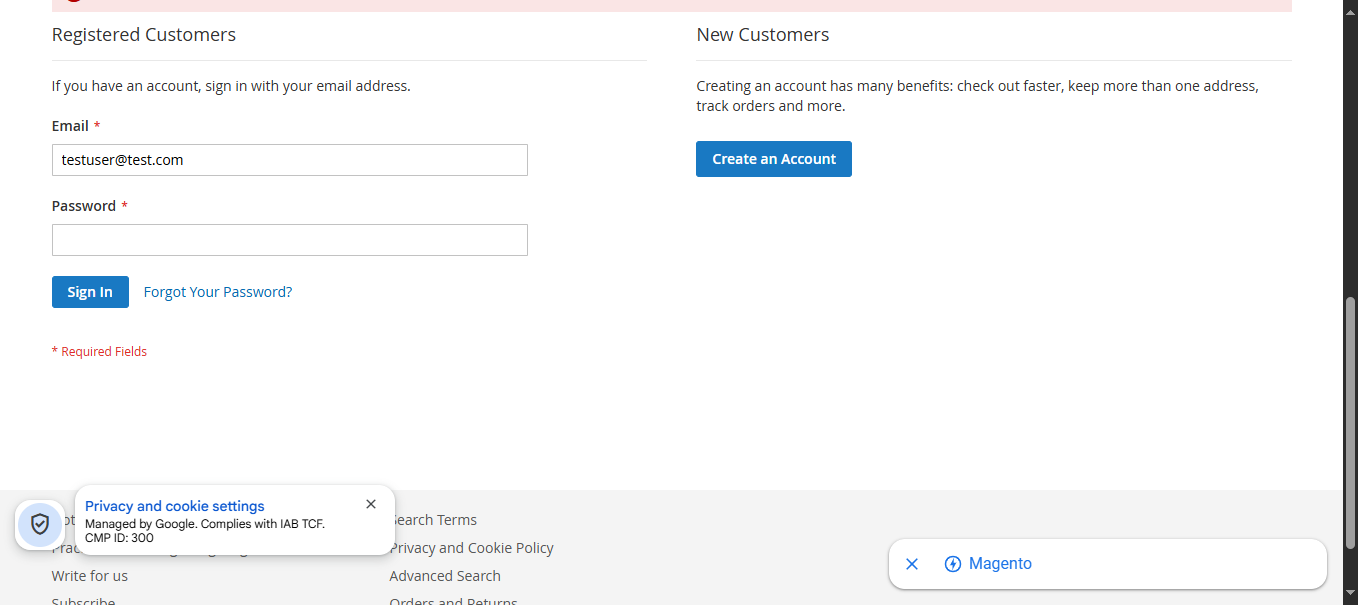 Registered Customers
If you have an account, sign in with your email address.
Email *
testuser@test.com
Password *
Sign In
Forgot Your Password?
* Required Fields
New Customers
Creating an account has many benefits: check out faster, keep more than one address,
track orders and more.
Create an Account
Privacy and cookie settings
Managed by Google. Complies with IAB TCF.
CMP ID: 300
Write for us
Subscribe
Search Terms
Privacy and Cookie Policy
Advanced Search
Orders and Returns
Magento